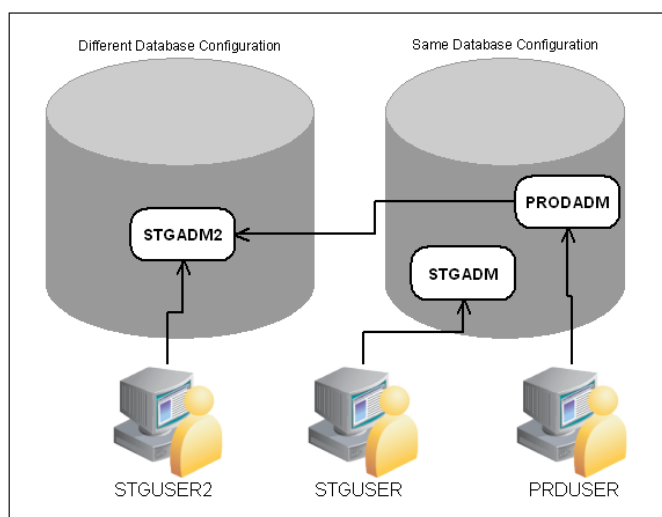 Different Database Configuration
Same Database Configuration
PRODADM
STGADM2
STGADM
STGUSER2
STGUSER
PRDUSER